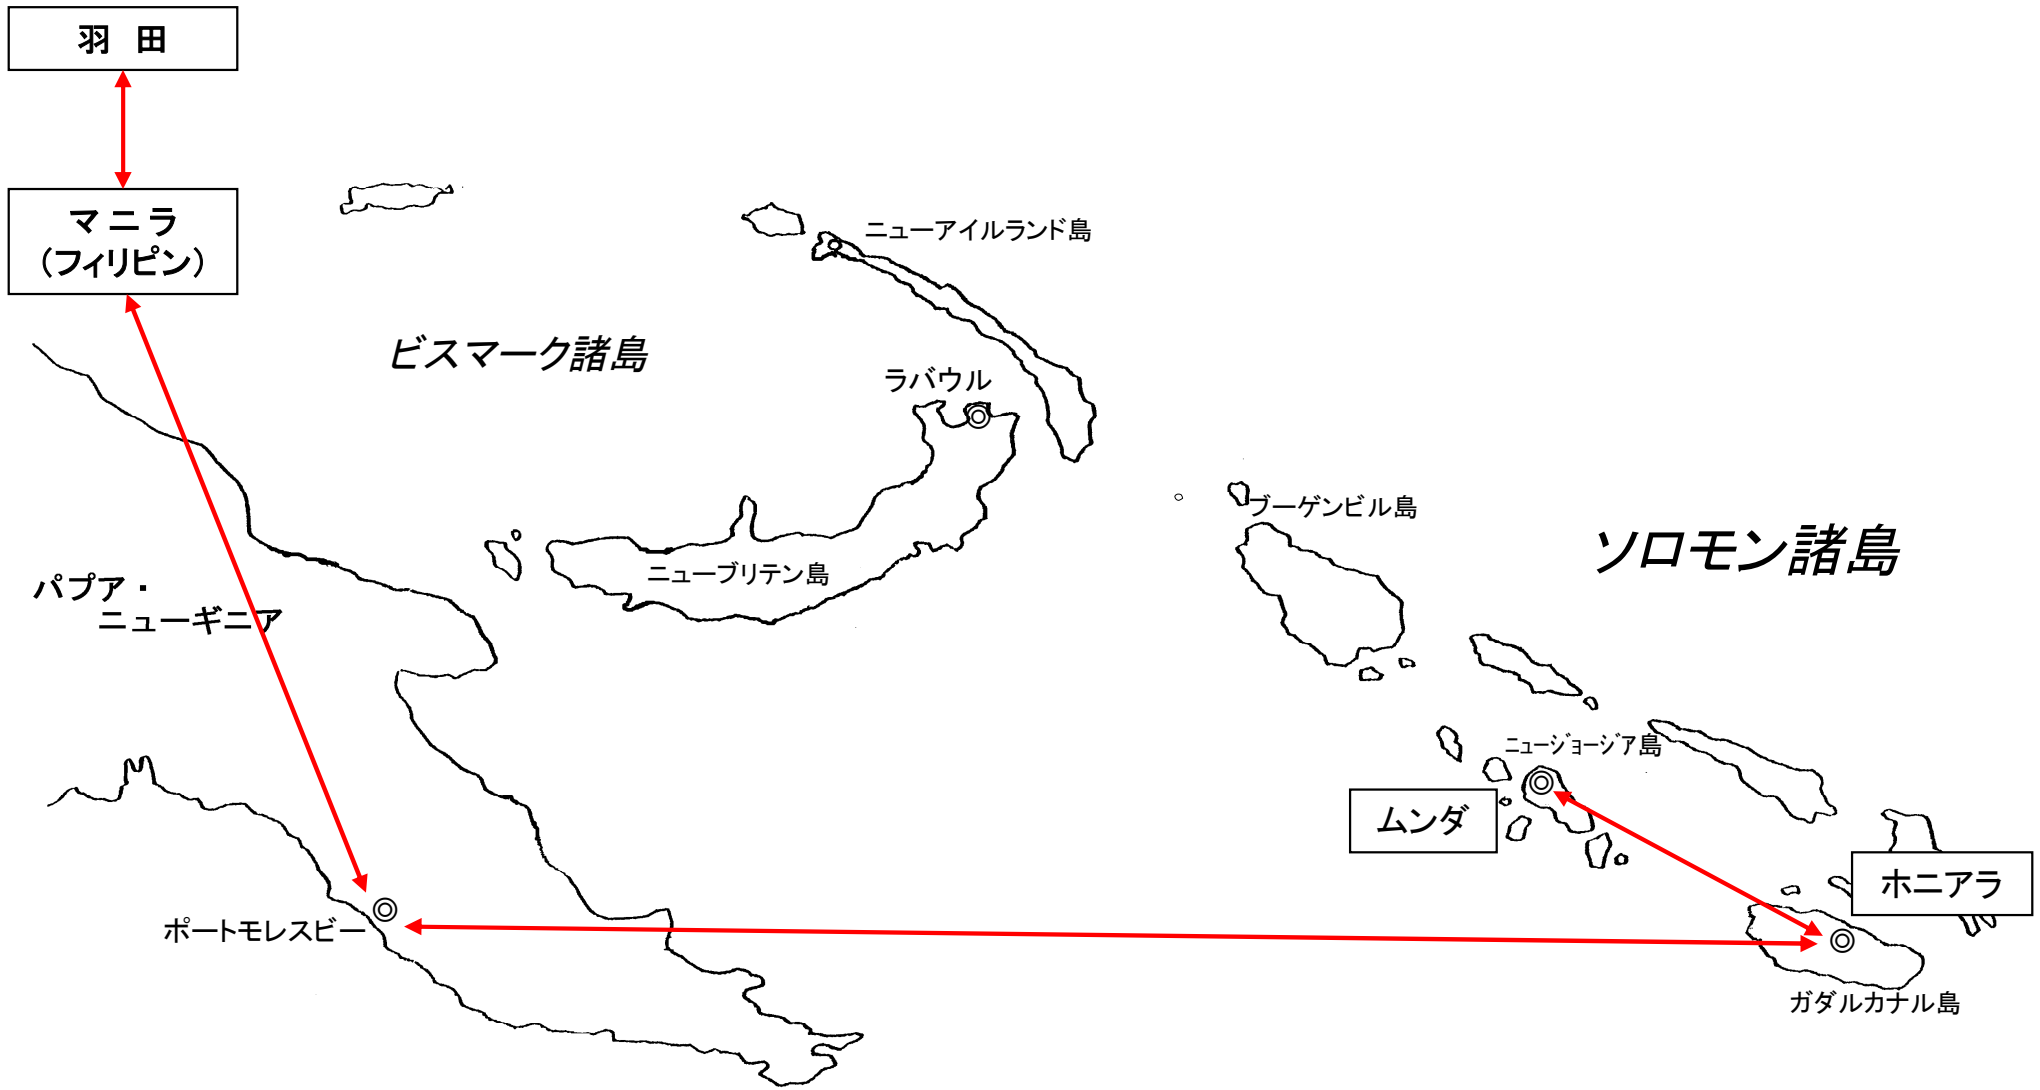 羽　田
マ ニ ラ
（フィリピン）
ニューアイルランド島
ビスマーク諸島
ラバウル
ブーゲンビル島
ソロモン諸島
ニューブリテン島
パプア・
ニューギニア
ニュージョージア島
ムンダ
ホニアラ
ポートモレスビー
ガダルカナル島